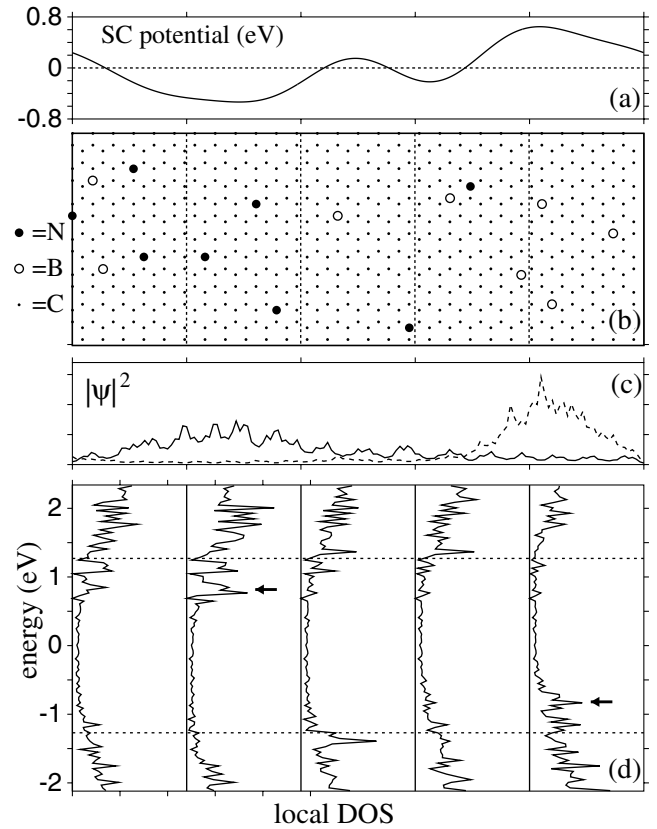 0.8
SC potential (eV)
0
-0.8
(a)
● =N
○ =B
· =C
(b)
|ψ|²
(c)
2
1
0
-1
-2
energy (eV)
(d)
local DOS